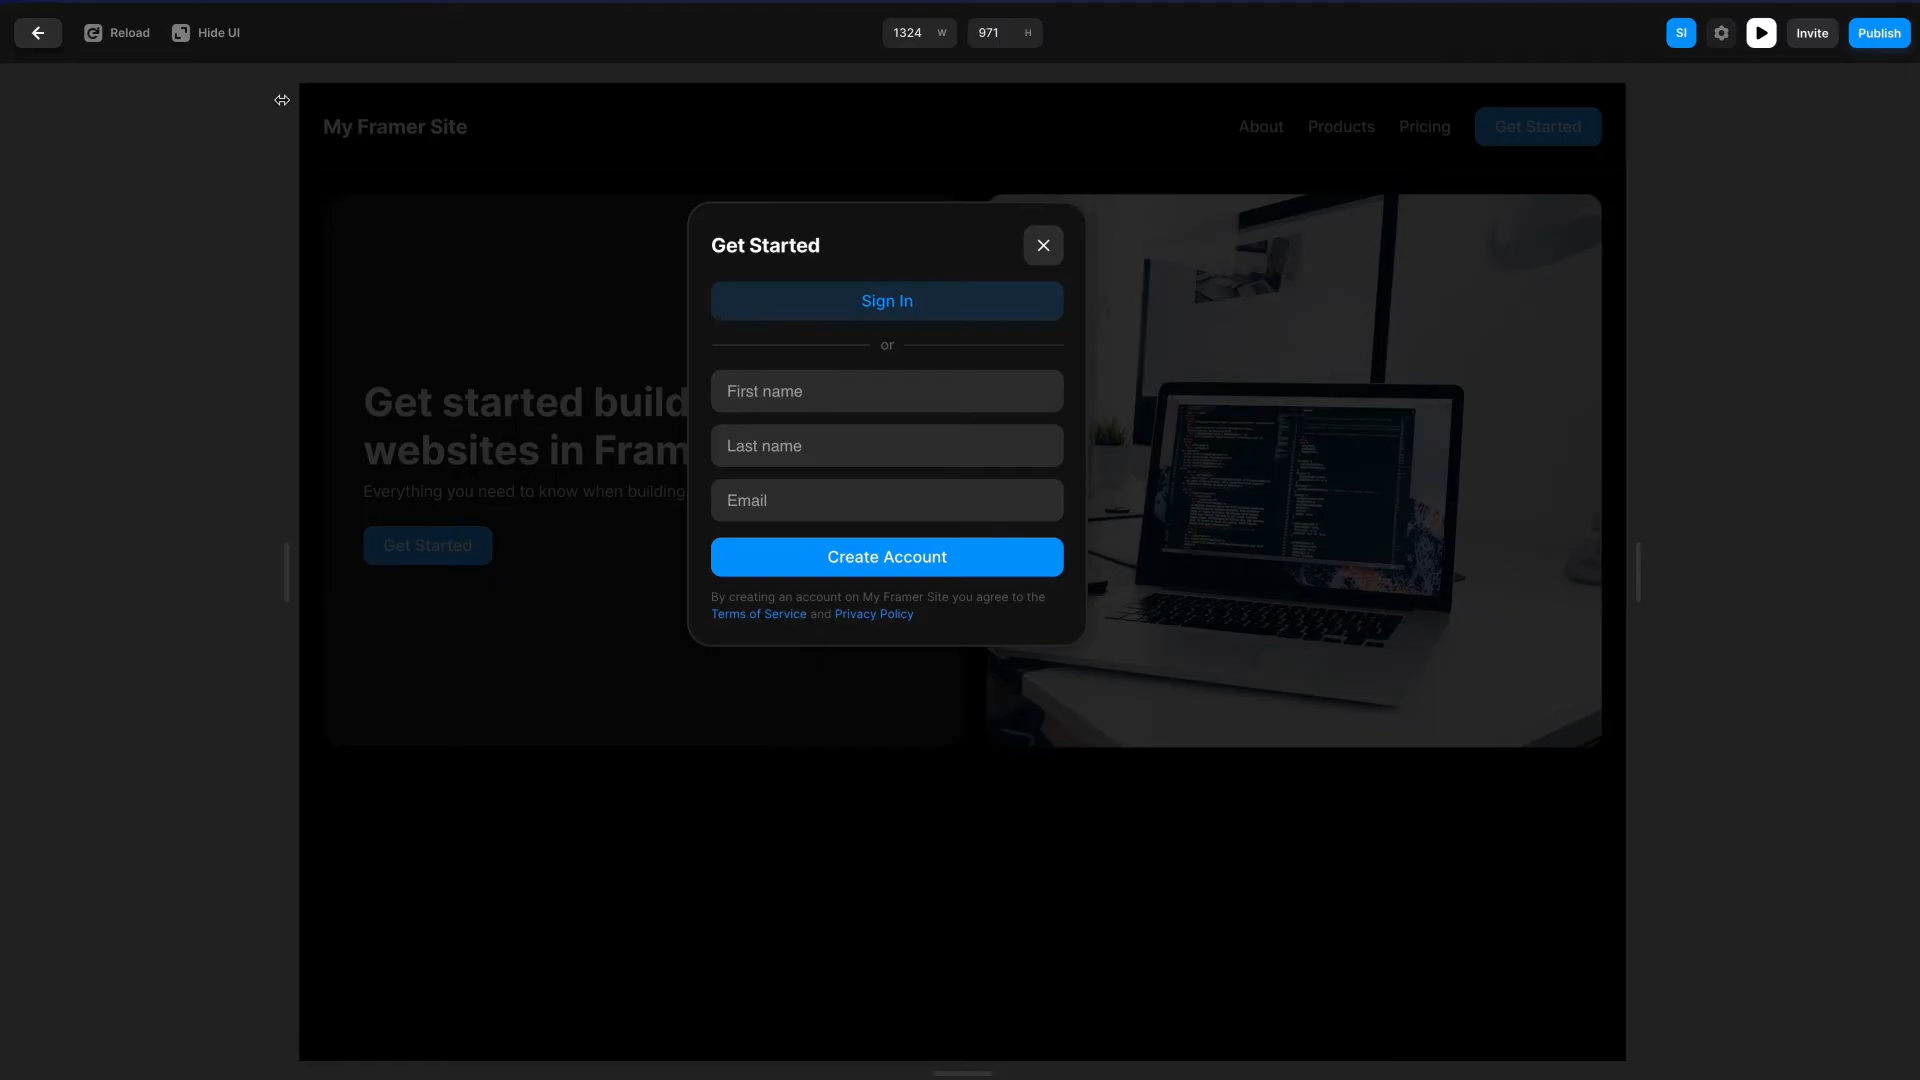 Reload
Hide UI
1324 W
971 H
SI
Invite
Publish
My Framer Site
About
Products
Pricing
Get Started
Get Started
Sign In
or
First name
Last name
Email
Create Account
By creating an account on My Framer Site you agree to the
Terms of Service and Privacy Policy
Get started build
websites in Fram
Everything you need to know when building
Get Started